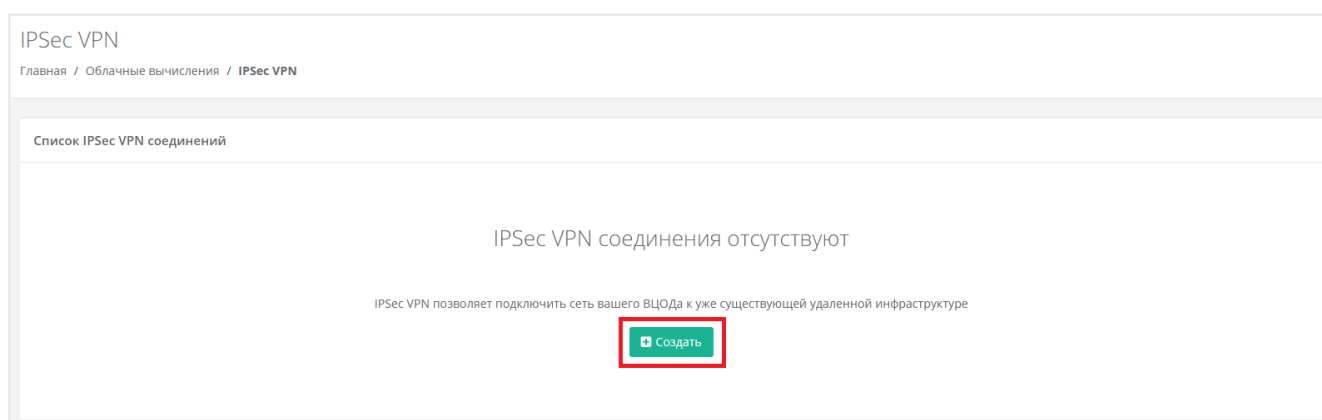 IPSec VPN
Главная / Облачные вычисления / IPSec VPN
Список IPSec VPN соединений
IPSec VPN соединения отсутствуют
IPSec VPN позволяет подключить сеть вашего ВЦОДа к уже существующей удаленной инфраструктуре
Создать